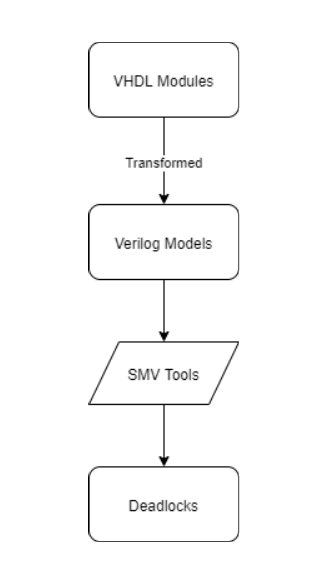 VHDL Modules
Transformed
Verilog Models
SMV Tools
Deadlocks